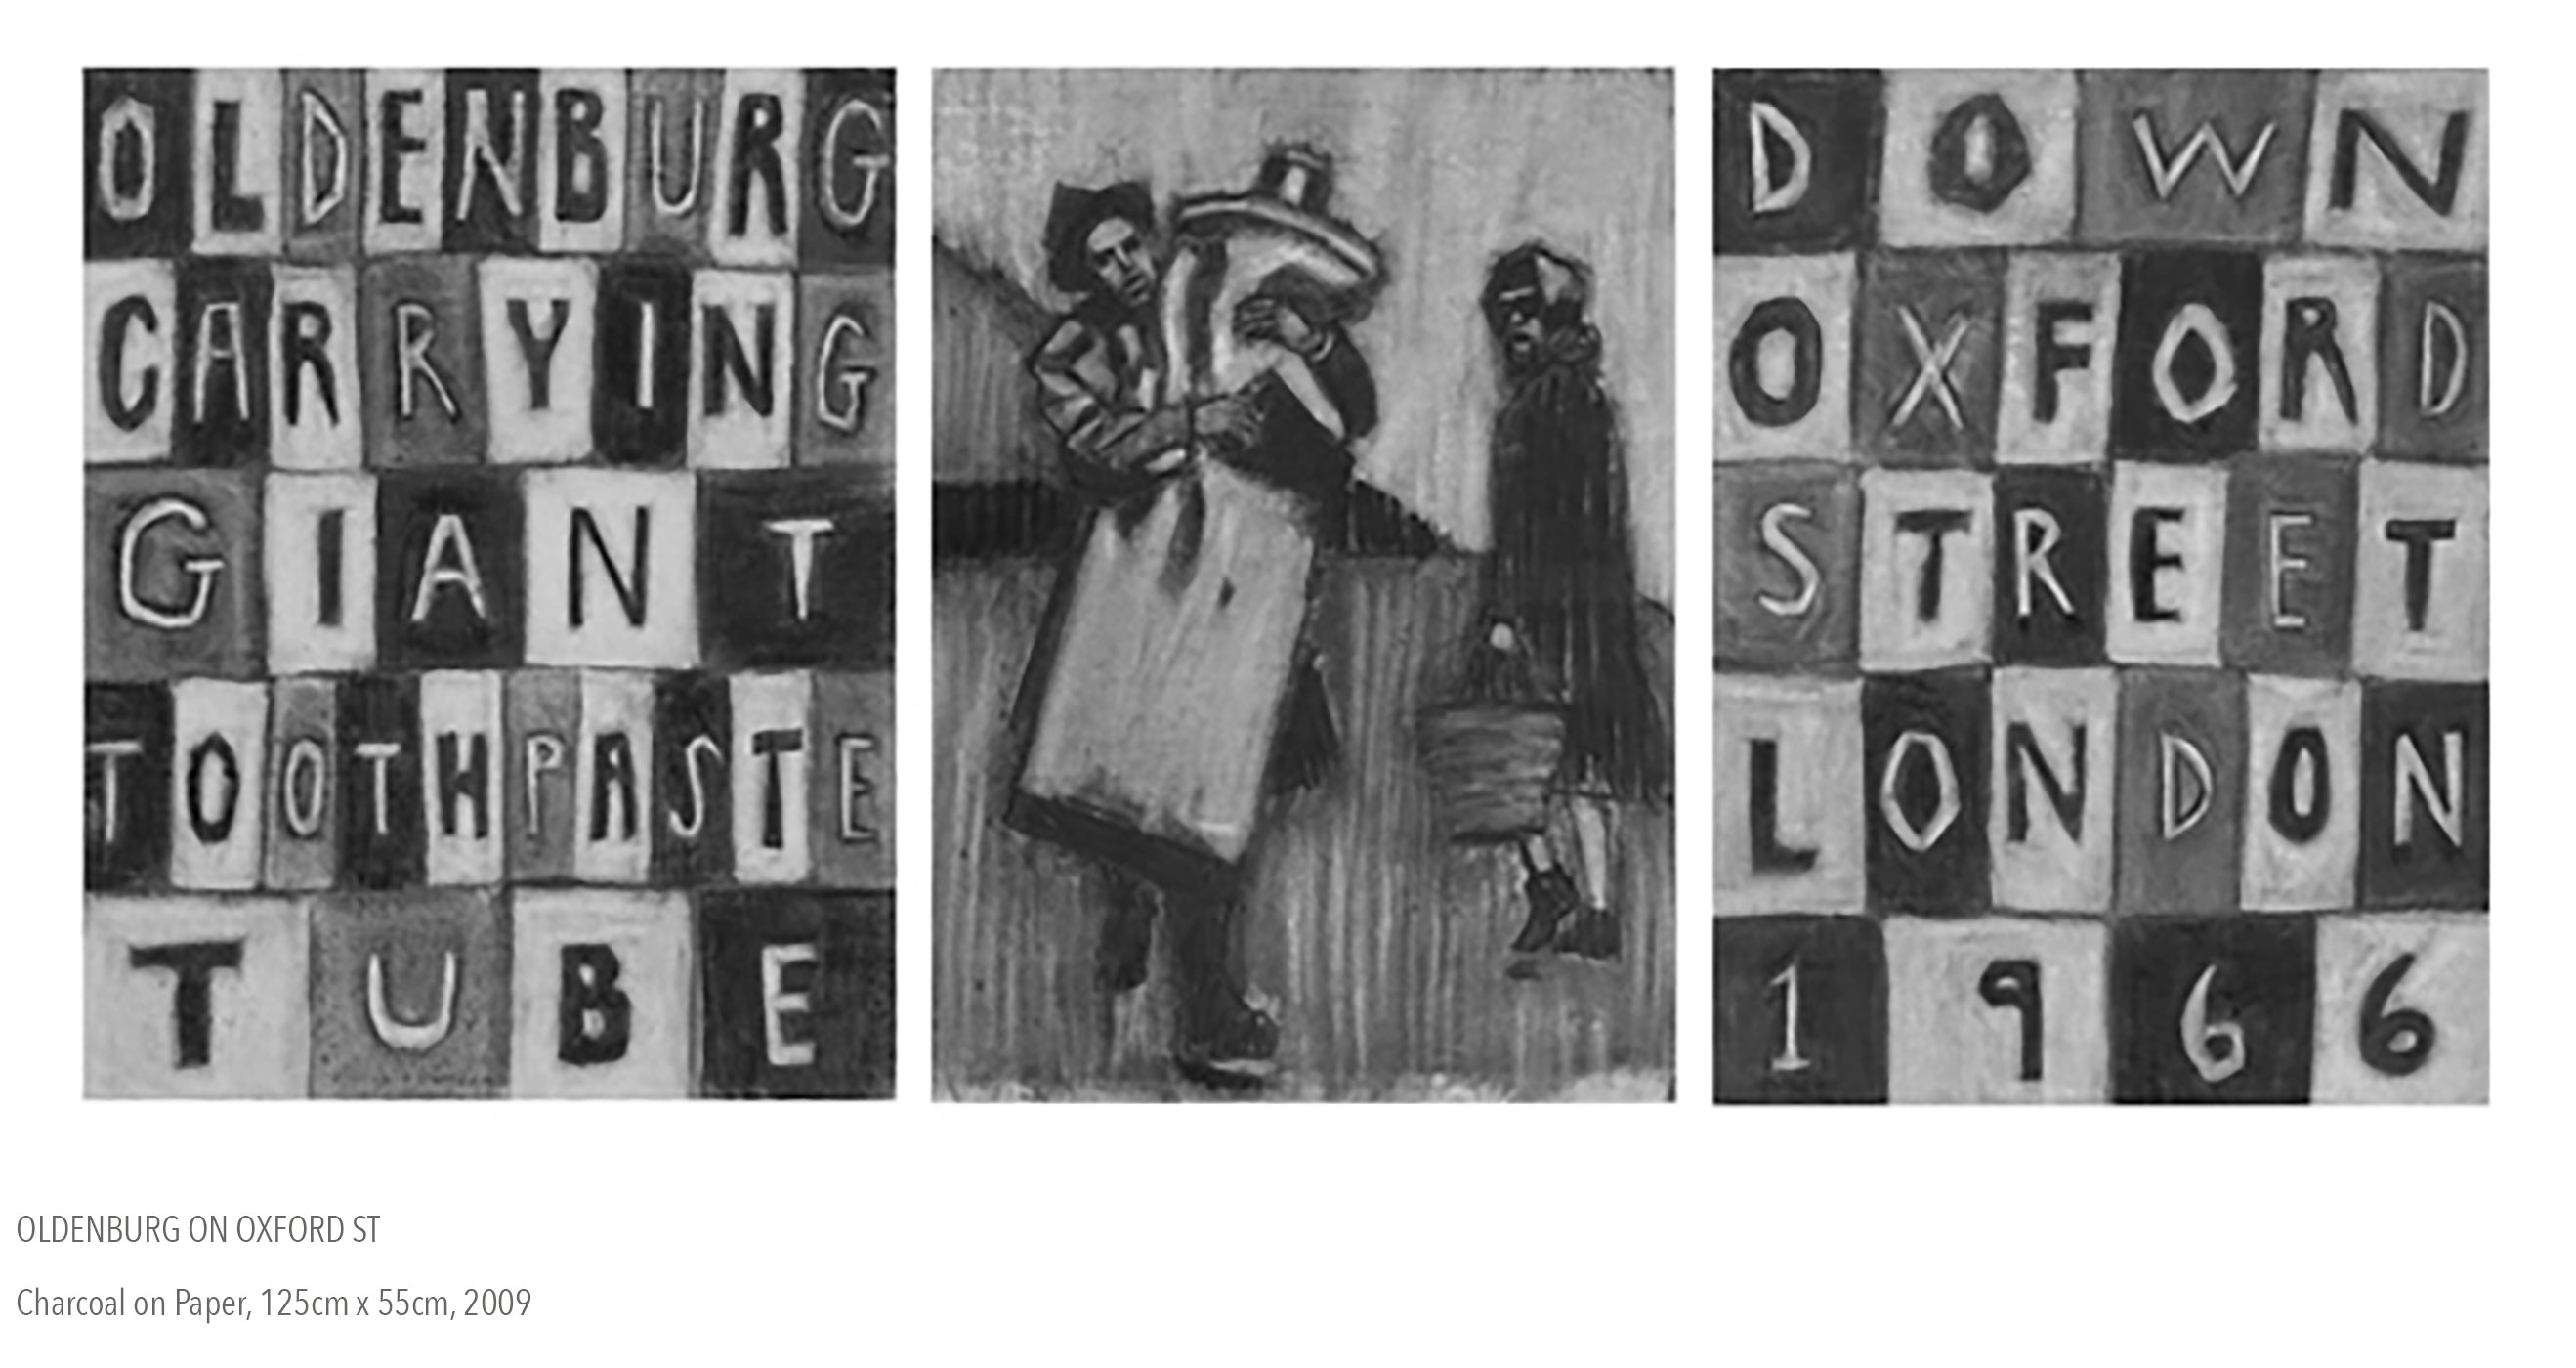 OLDENBURG
CARRYING
GIANT
TOOTHPASTE
TUBE
DOWN
OXFORD
STREET
LONDON
1966
OLDENBURG ON OXFORD ST
Charcoal on Paper, 125cm x 55cm, 2009